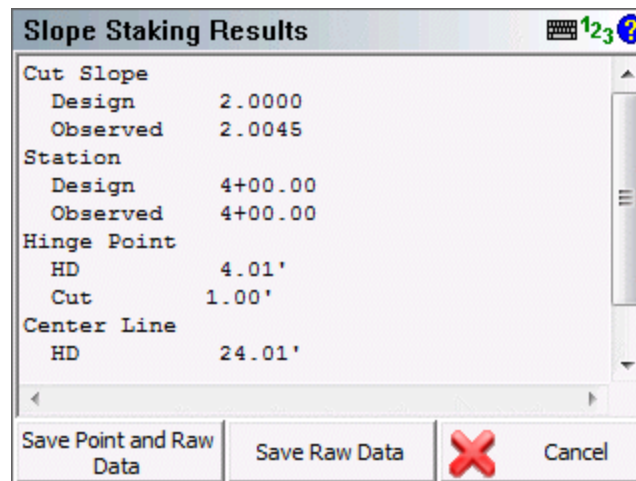 Slope Staking Results 123 ?
Cut Slope
Design 2.0000
Observed 2.0045
Station
Design 4+00.00
Observed 4+00.00
Hinge Point
HD 4.01'
Cut 1.00'
Center Line
HD 24.01'
Save Point and Raw
Data
Save Raw Data
Cancel